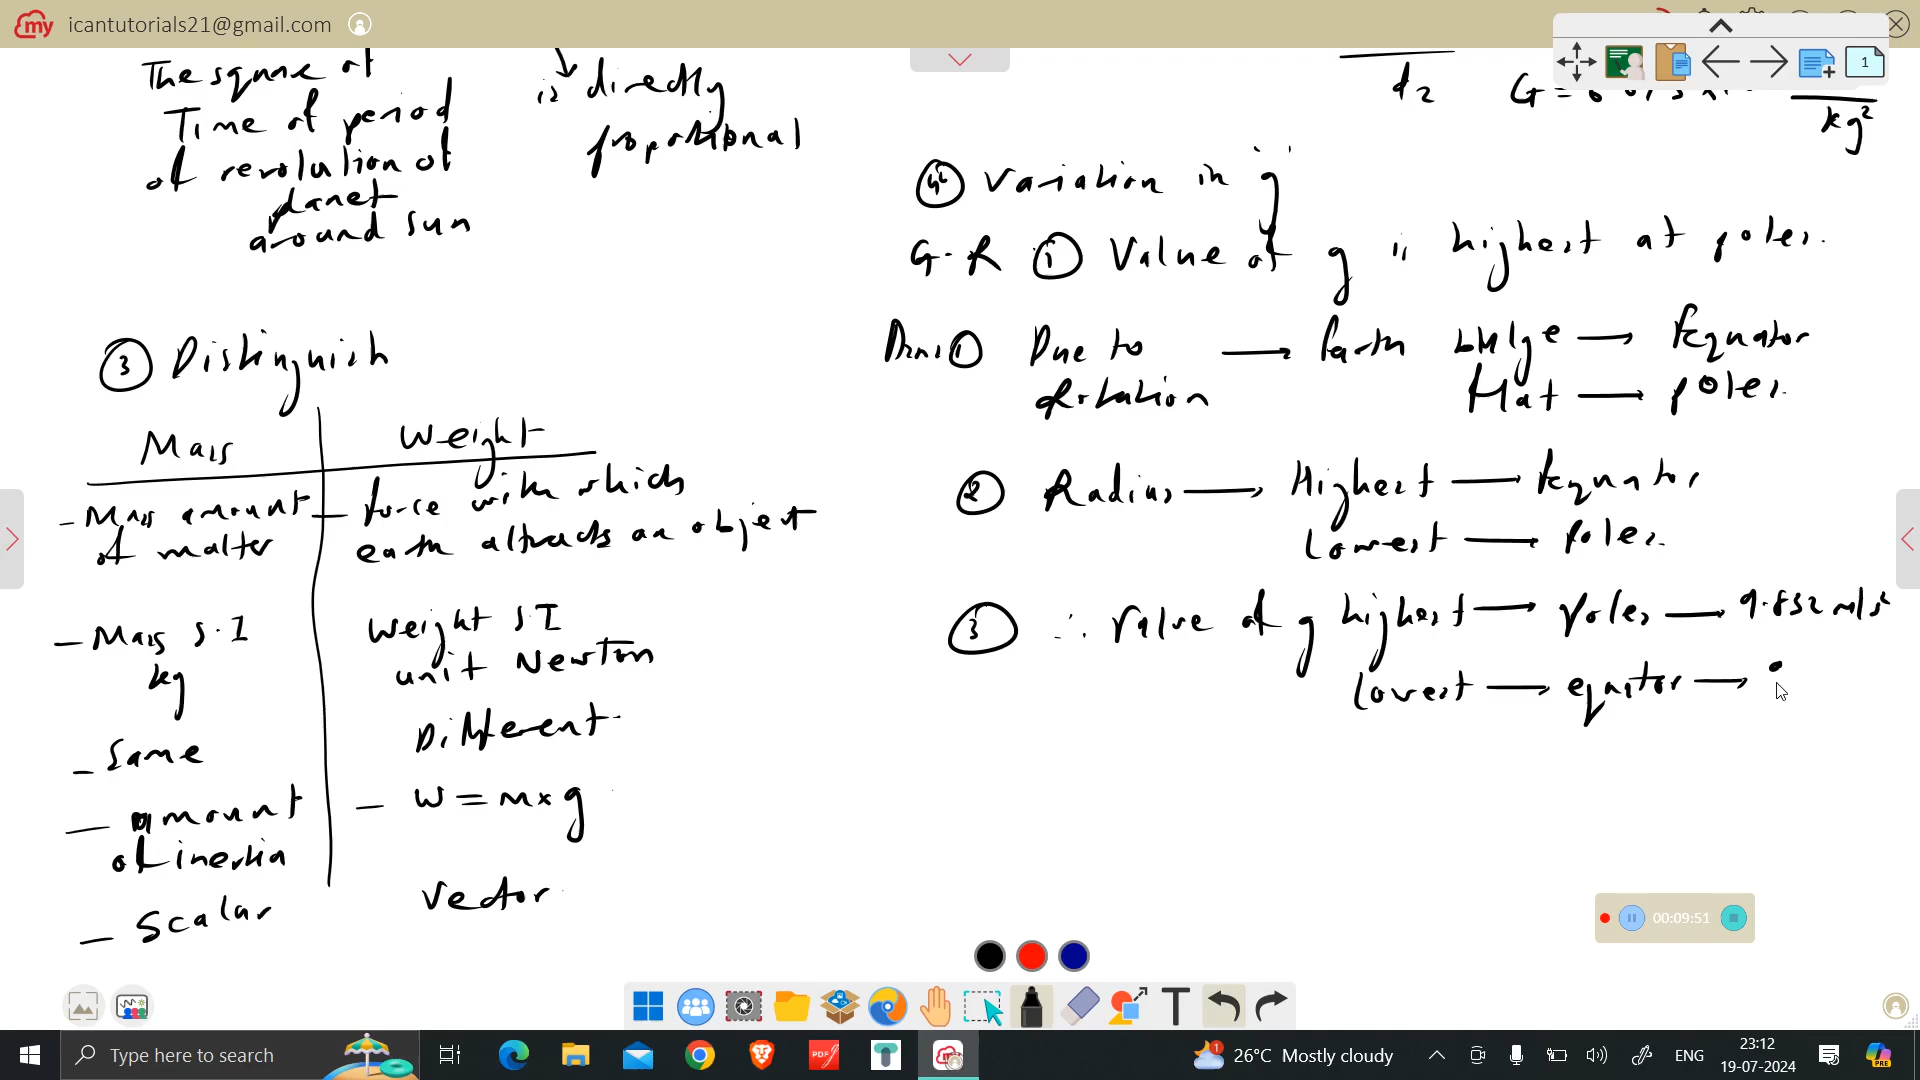 my icantutorials21@gmail.com
1
The square of
Time of period
of revolution of
planet
around sun
is directly
proportional
③ Distinguish
Mass Weight
- Mass amount
of matter
- force with which
earth attracts an object
- Mass S.I
kg
Weight S.I
unit Newton
- Same
Different
- amount
of inertia
- W = m x g
- Scalar
Vector
d2
kg²
Variation in 'g'
G.R ① Value of g is highest at poles.
Ans: ① Due to → Earth bulge → Equator
Rotation Flat → poles.
② Radius → Highest → Equator
Lowest → Poles.
③ ∴ Value of g highest → Poles → 9.832 m/s²
Lowest → equator →
00:09:51
Type here to search
26°C Mostly cloudy
ENG
23:12
19-07-2024